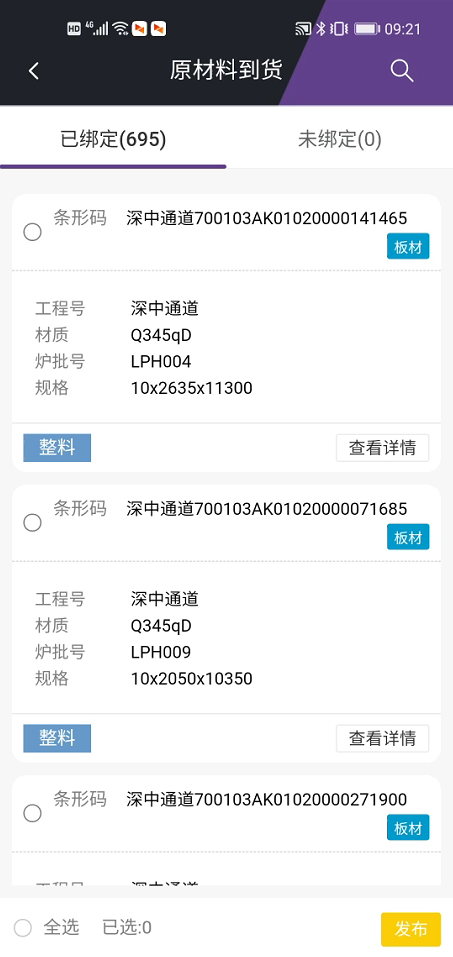 HD 4G 09:21
原材料到货
已绑定(695) 未绑定(0)
条形码 深中通道700103AK01020000141465
板材
工程号 深中通道
材质 Q345qD
炉批号 LPH004
规格 10x2635x11300
整料 查看详情
条形码 深中通道700103AK01020000071685
板材
工程号 深中通道
材质 Q345qD
炉批号 LPH009
规格 10x2050x10350
整料 查看详情
条形码 深中通道700103AK01020000271900
板材
工程号 深中通道
全选 已选:0 发布